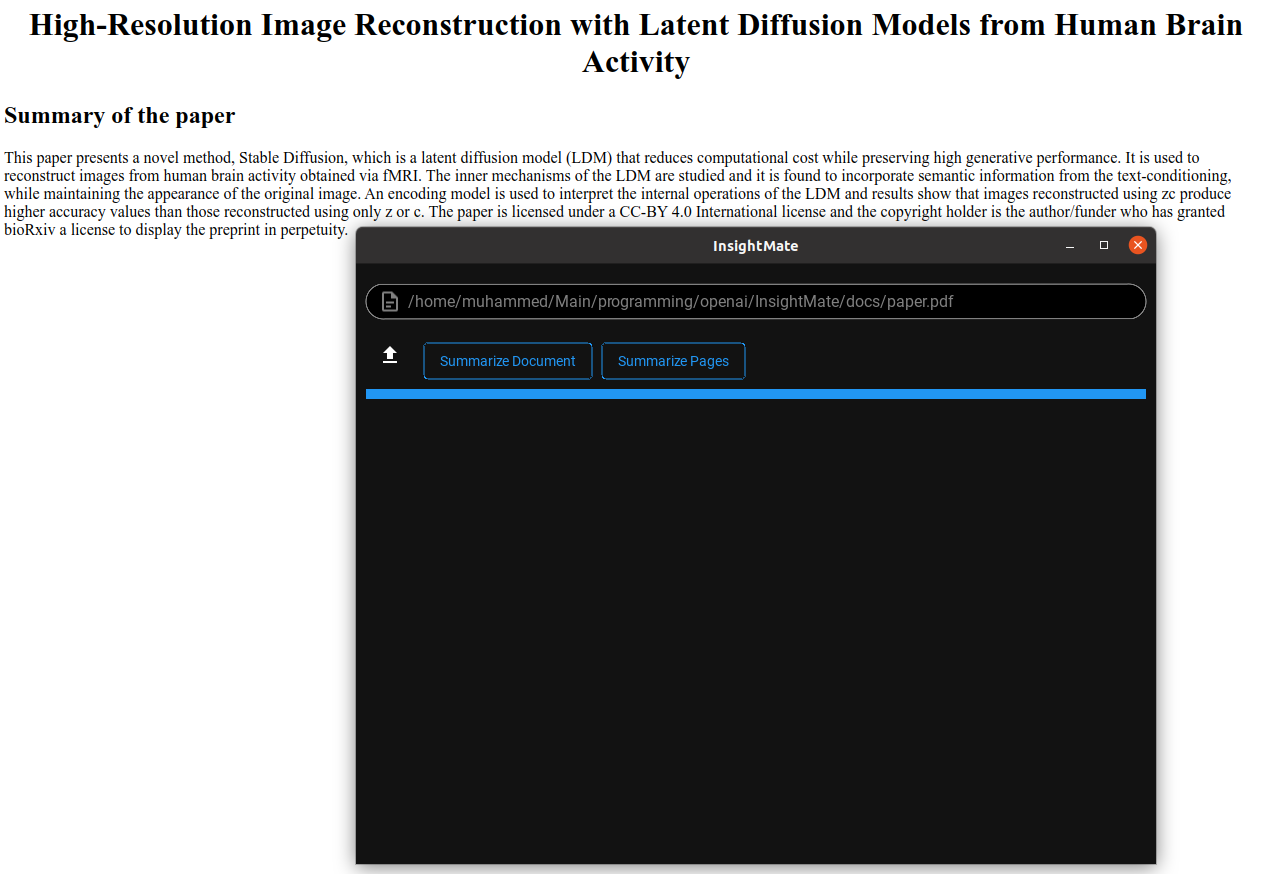 High-Resolution Image Reconstruction with Latent Diffusion Models from Human Brain
Activity
Summary of the paper
This paper presents a novel method, Stable Diffusion, which is a latent diffusion model (LDM) that reduces computational cost while preserving high generative performance. It is used to
reconstruct images from human brain activity obtained via fMRI. The inner mechanisms of the LDM are studied and it is found to incorporate semantic information from the text-conditioning,
while maintaining the appearance of the original image. An encoding model is used to interpret the internal operations of the LDM and results show that images reconstructed using zc produce
higher accuracy values than those reconstructed using only z or c. The paper is licensed under a CC-BY 4.0 International license and the copyright holder is the author/funder who has granted
bioRxiv a license to display the preprint in perpetuity.
InsightMate
/home/muhammed/Main/programming/openai/InsightMate/docs/paper.pdf
Summarize Document
Summarize Pages